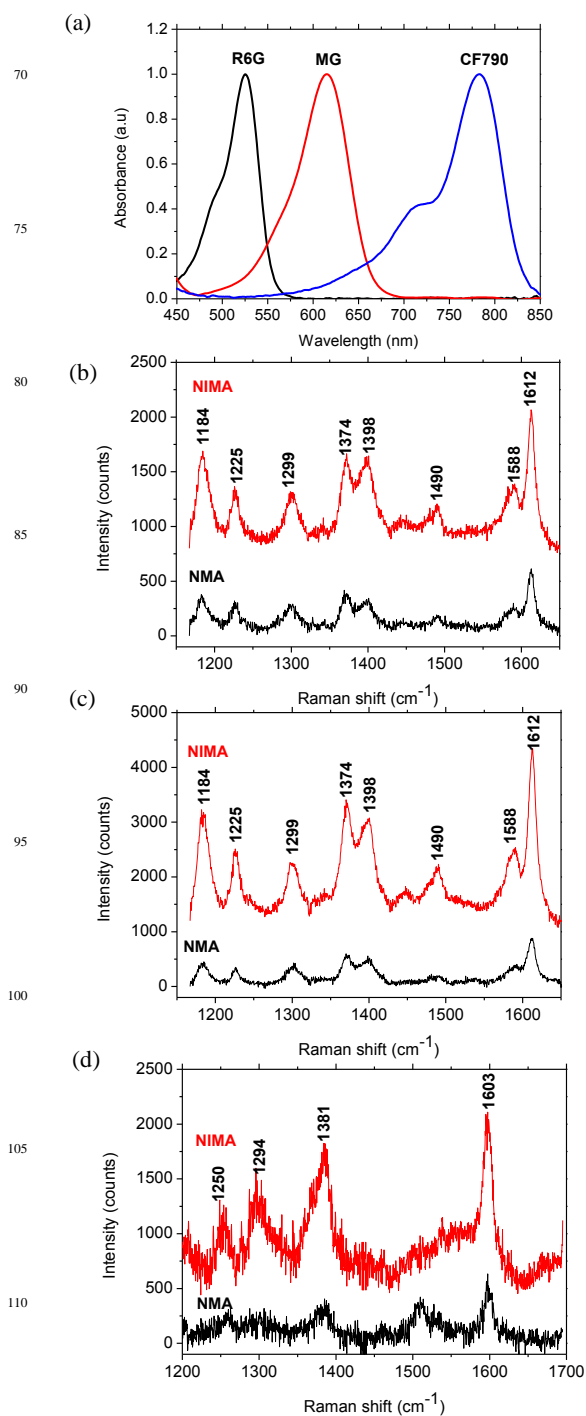 (a)
R6G MG CF790
1.2
1.0
0.8
0.6
0.4
0.2
0.0
Absorbance (a.u)
450 500 550 600 650 700 750 800 850
Wavelength (nm)
70
75
(b)
2500
2000
1500
1000
500
0
Intensity (counts)
NIMA
1184 1225 1299 1374 1398 1490 1588 1612
NMA
1200 1300 1400 1500 1600
Raman shift (cm⁻¹)
80
85
(c)
5000
4000
3000
2000
1000
0
Intensity (counts)
NIMA
1184 1225 1299 1374 1398 1490 1588 1612
NMA
1200 1300 1400 1500 1600
Raman shift (cm⁻¹)
90
95
100
(d)
2500
2000
1500
1000
500
0
Intensity (counts)
NIMA
1250 1294 1381 1603
NMA
1200 1300 1400 1500 1600 1700
Raman shift (cm⁻¹)
105
110